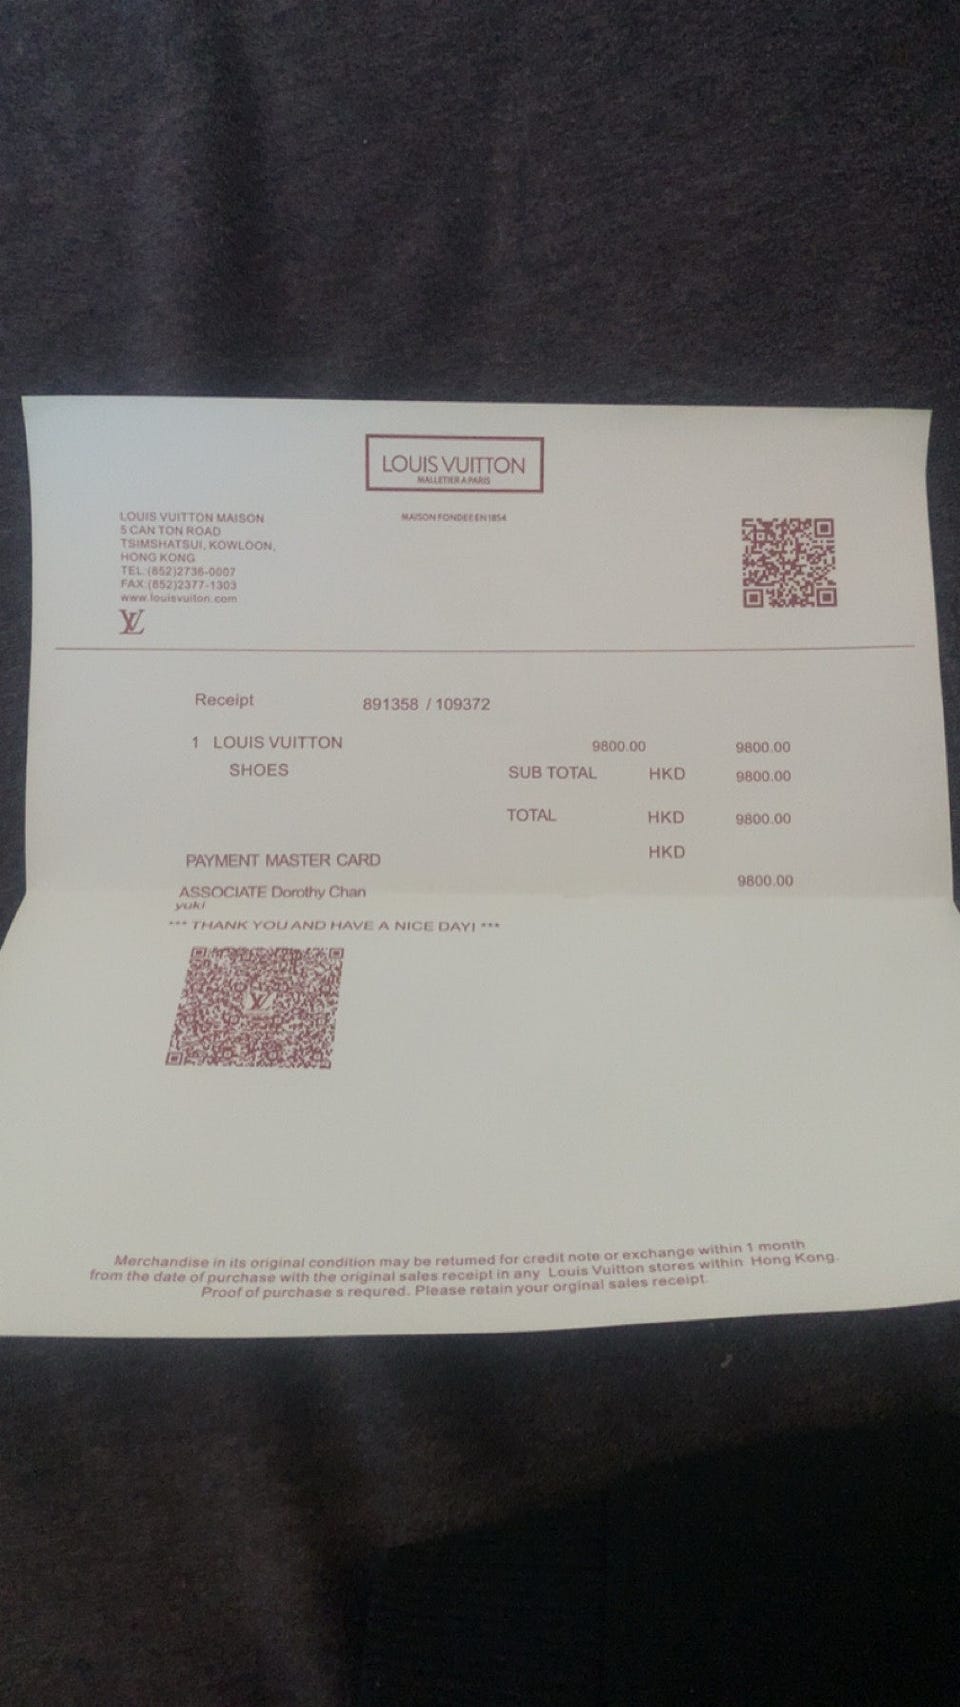 LOUIS VUITTON
MALLETIER A PARIS
MAISON FONDEE EN 1854
LOUIS VUITTON MAISON
5 CAN TON ROAD
TSIMSHATSUI, KOWLOON,
HONG KONG
TEL:(852)2736-0007
FAX:(852)2377-1303
www.louisvuiton.com
LV
Receipt 891358 / 109372
1 LOUIS VUITTON 9800.00 9800.00
SHOES SUB TOTAL HKD 9800.00
TOTAL HKD 9800.00
PAYMENT MASTER CARD HKD
9800.00
ASSOCIATE Dorothy Chan
yuki
*** THANK YOU AND HAVE A NICE DAY! ***
LV
Merchandise in its original condition may be retumed for credit note or exchange within 1 month
from the date of purchase with the original sales receipt in any Louis Vuitton stores within Hong Kong.
Proof of purchase s requred. Please retain your orginal sales receipt.